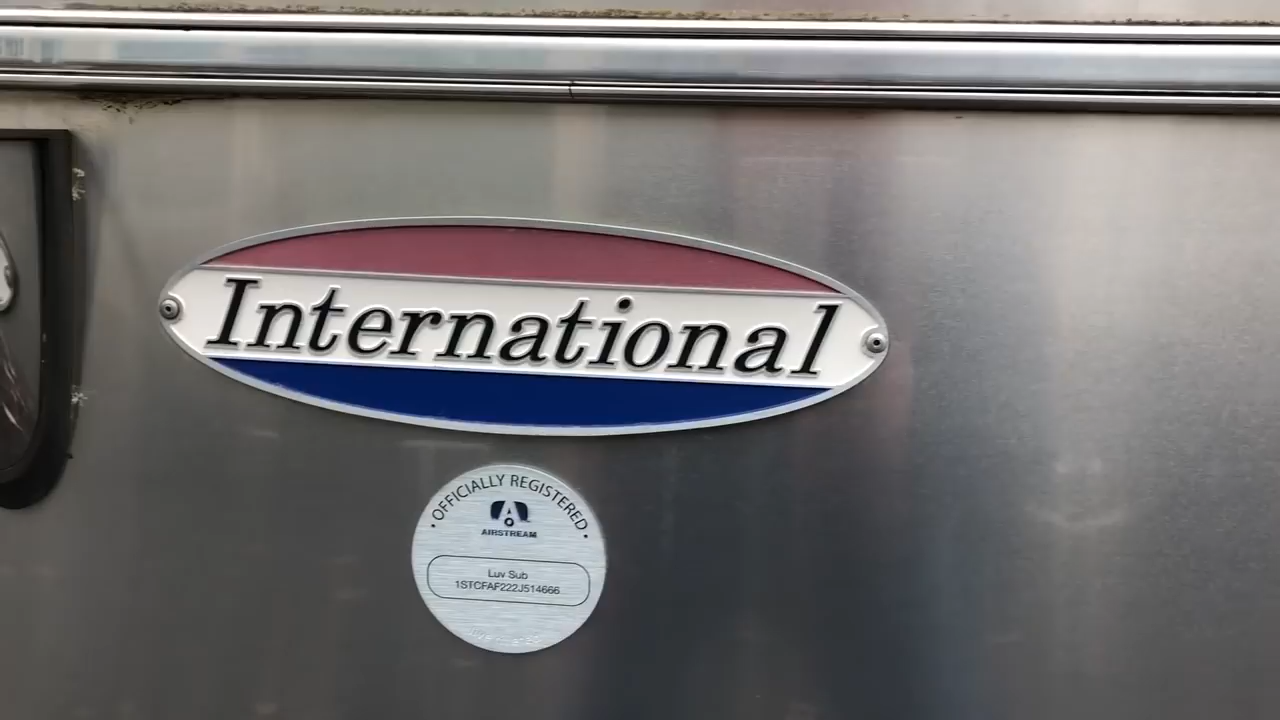 International
· OFFICIALLY REGISTERED ·
AIRSTREAM
Luv Sub
1STCFAF222J514666